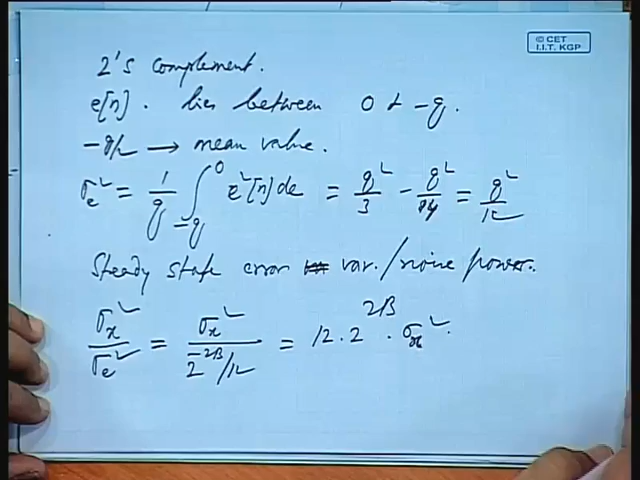 © CET
I.I.T. KGP
2's complement.
e[n]. lies between 0 & -q.
-q/2 → mean value.
σe² = 1/q ∫_{-q}^{0} e²[n] de = q²/3 - q²/4 = q²/12
Steady state error var./noise power.
σx²/σe² = σx²/(2^{-2B}/12) = 12 . 2^{2B} . σx².